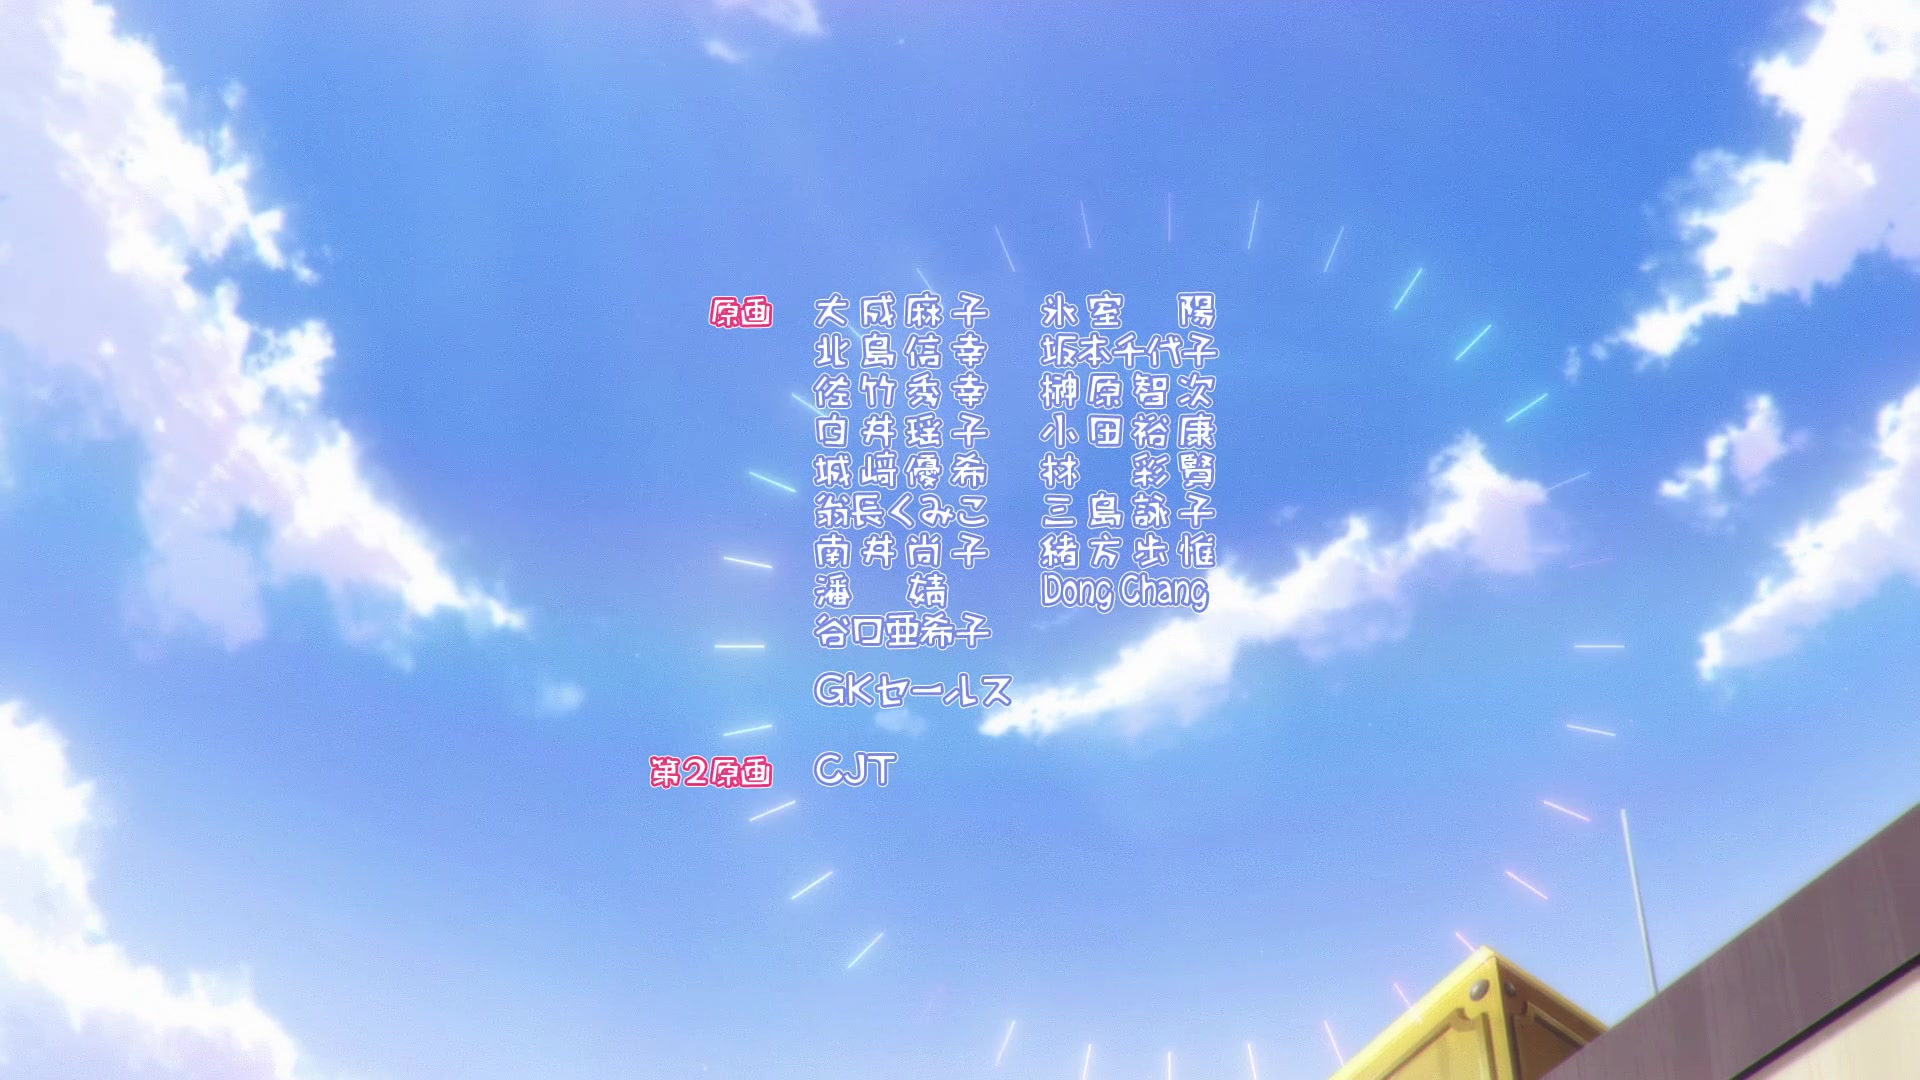 原画 大成麻子 氷室 陽
北島信幸 坂本千代子
佐竹秀幸 榊原智次
白井瑶子 小田裕康
城﨑優希 林 彩賢
翁長くみこ 三島詠子
南井尚子 緒方歩惟
潘 婧 Dong Chang
谷口亜希子
GKセールス
第2原画 CJT